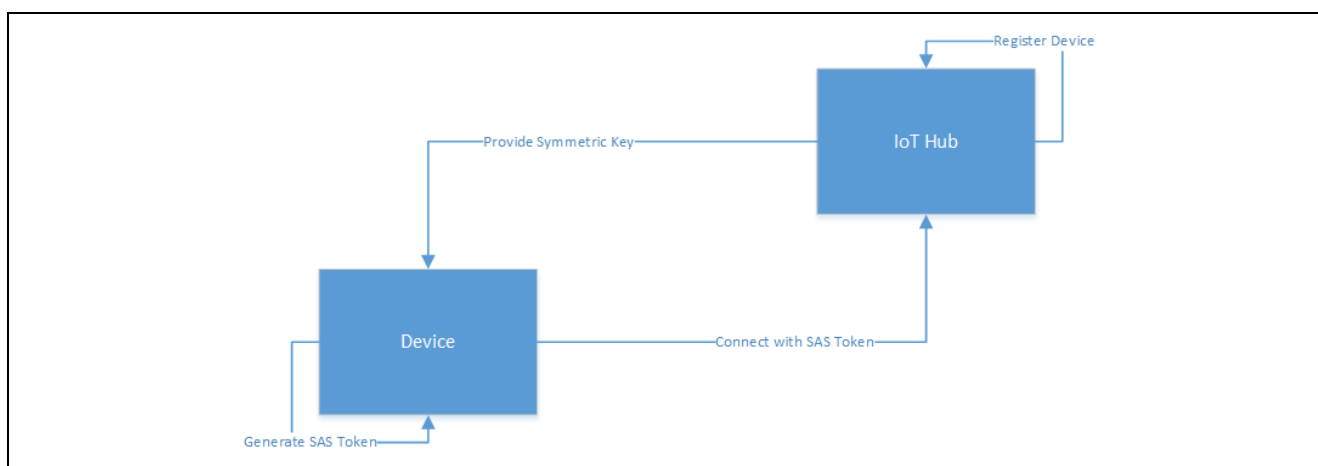 Register Device
Provide Symmetric Key
IoT Hub
Device
Connect with SAS Token
Generate SAS Token